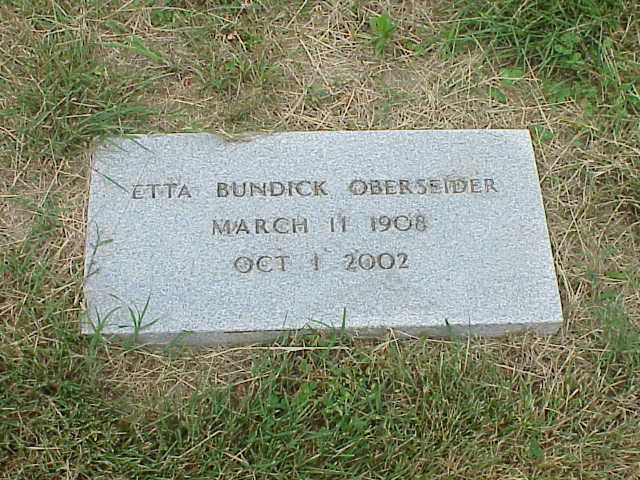 ETTA BUNDICK OBERSEIDER
MARCH 11 1908
OCT 1 2002